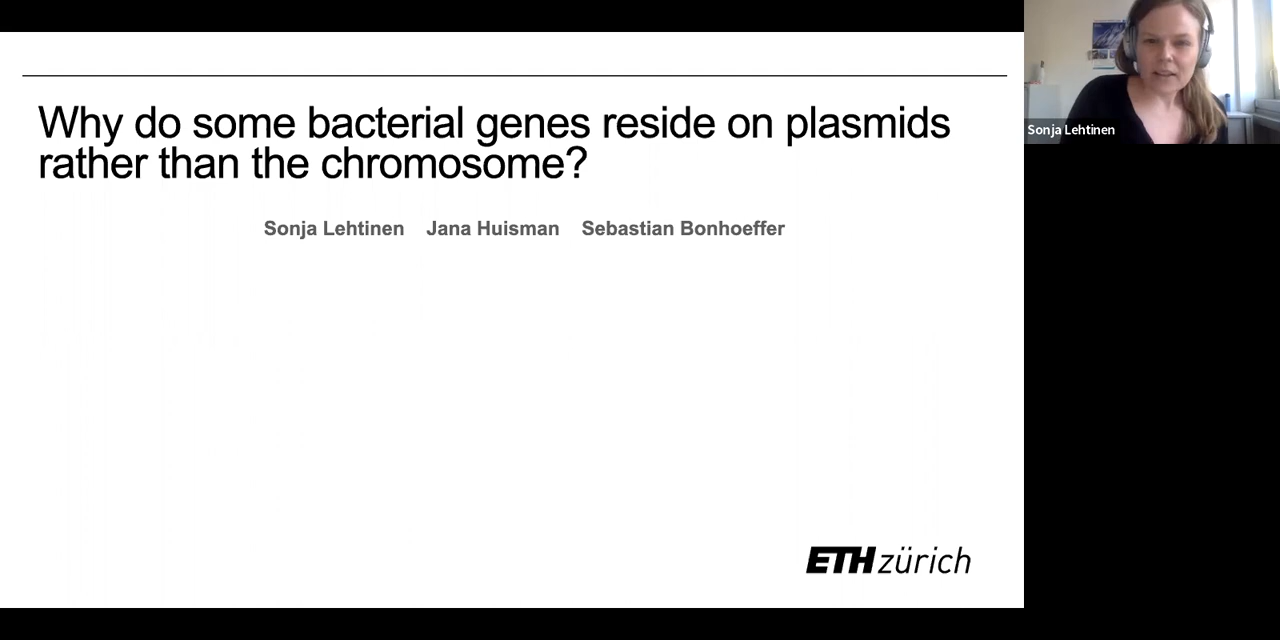 Why do some bacterial genes reside on plasmids
rather than the chromosome?
Sonja Lehtinen Jana Huisman Sebastian Bonhoeffer
ETH zürich
Sonja Lehtinen